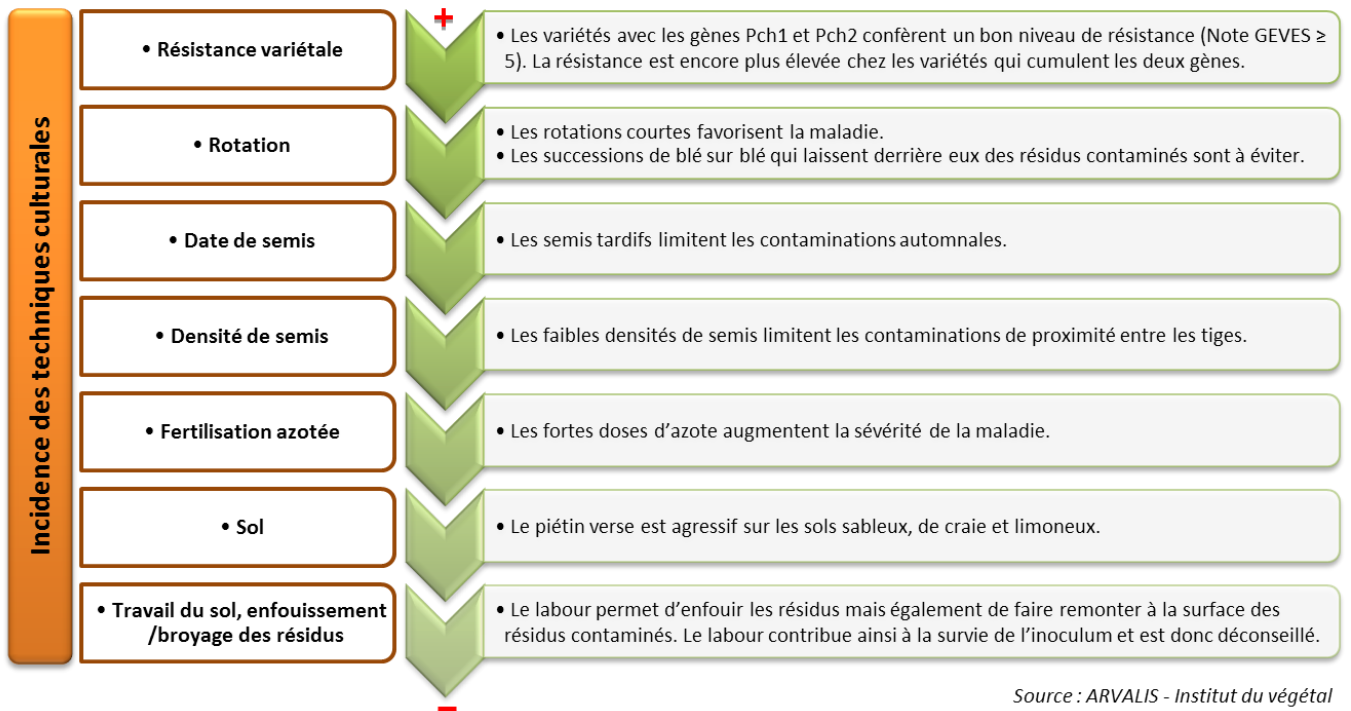 Incidence des techniques culturales
+
• Résistance variétale
• Les variétés avec les gènes Pch1 et Pch2 confèrent un bon niveau de résistance (Note GEVES ≥
5). La résistance est encore plus élevée chez les variétés qui cumulent les deux gènes.
• Rotation
• Les rotations courtes favorisent la maladie.
• Les successions de blé sur blé qui laissent derrière eux des résidus contaminés sont à éviter.
• Date de semis
• Les semis tardifs limitent les contaminations automnales.
• Densité de semis
• Les faibles densités de semis limitent les contaminations de proximité entre les tiges.
• Fertilisation azotée
• Les fortes doses d’azote augmentent la sévérité de la maladie.
• Sol
• Le piétin verse est agressif sur les sols sableux, de craie et limoneux.
• Travail du sol, enfouissement
/broyage des résidus
• Le labour permet d’enfouir les résidus mais également de faire remonter à la surface des
résidus contaminés. Le labour contribue ainsi à la survie de l’inoculum et est donc déconseillé.
–
Source : ARVALIS - Institut du végétal